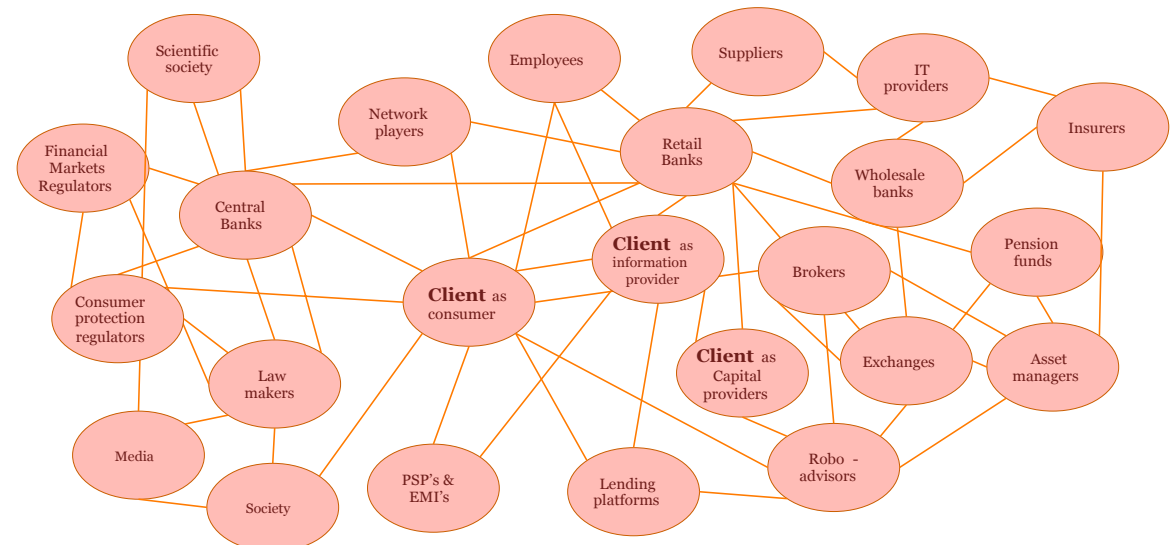 Scientific
society
Employees
Suppliers
IT
providers
Network
players
Retail
Banks
Insurers
Financial
Markets
Regulators
Central
Banks
Wholesale
banks
Client as
information
provider
Brokers
Pension
funds
Consumer
protection
regulators
Client as
consumer
Law
makers
Client as
Capital
providers
Exchanges
Asset
managers
Media
Society
PSP's &
EMI's
Lending
platforms
Robo -
advisors